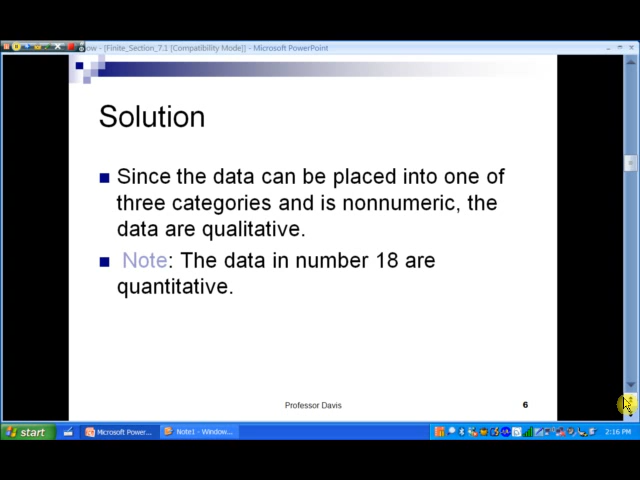 ow - [Finite_Section_7.1 [Compatibility Mode]] - Microsoft PowerPoint
Solution
Since the data can be placed into one of
three categories and is nonnumeric, the
data are qualitative.
Note: The data in number 18 are
quantitative.
Professor Davis
6
start
Microsoft PowerPoint...
Note1 - Window...
2:16 PM